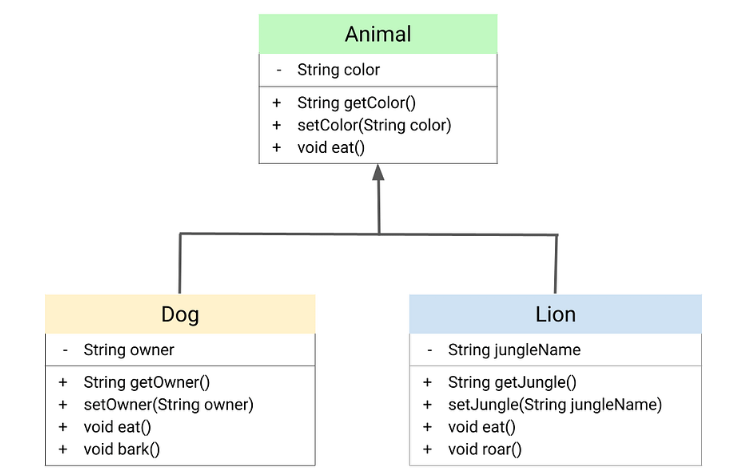 Animal
- String color
+ String getColor()
+ setColor(String color)
+ void eat()
Dog
- String owner
+ String getOwner()
+ setOwner(String owner)
+ void eat()
+ void bark()
Lion
- String jungleName
+ String getJungle()
+ setJungle(String jungleName)
+ void eat()
+ void roar()